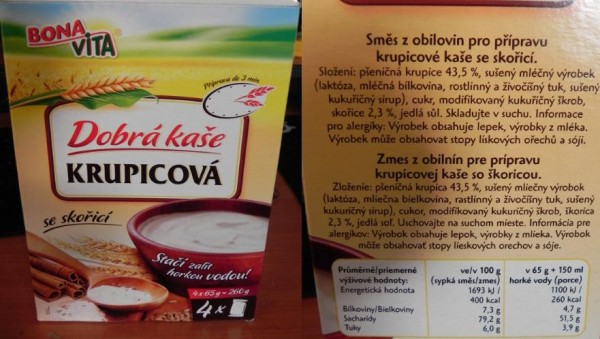 BONA
VITA
Příprava do 3 min.
Dobrá kaše
KRUPICOVÁ
se skořicí
Stačí zalít
horkou vodou!
4 x 65 g = 260 g
4x
Směs z obilovin pro přípravu
krupicové kaše se skořicí.
Složení: pšeničná krupice 43,5 %, sušený mléčný výrobek
(laktóza, mléčná bílkovina, rostlinný a živočišný tuk, sušený
kukuřičný sirup), cukr, modifikovaný kukuřičný škrob,
skořice 2,3 %, jedlá sůl. Skladujte v suchu. Informace
pro alergiky: Výrobek obsahuje lepek, výrobky z mléka.
Výrobek může obsahovat stopy lískových ořechů a sóji.
Zmes z obilnín pre prípravu
krupicovej kaše so škoricou.
Zloženie: pšeničná krupica 43,5 %, sušený mliečny výrobok
(laktóza, mliečna bielkovina, rastlinný a živočíšny tuk, sušený
kukuričný sirup), cukor, modifikovaný kukuričný škrob, škorica
2,3 %, jedlá soľ. Uschovajte na suchom mieste. Informácia pre
alergikov: Výrobok obsahuje lepok, výrobky z mlieka. Výrobok
môže obsahovať stopy lieskových orechov a sóje.
Průměrné/priemerné ve/v 100 g v 65 g + 150 ml
výživové hodnoty: (sypká směs/zmes) horké vody (porce)
Energetická hodnota 1693 kJ / 1100 kJ /
400 kcal 260 kcal
Bílkoviny/Bielkoviny 7,3 g 4,7 g
Sacharidy 79,2 g 51,5 g
Tuky 6,0 g 3,9 g